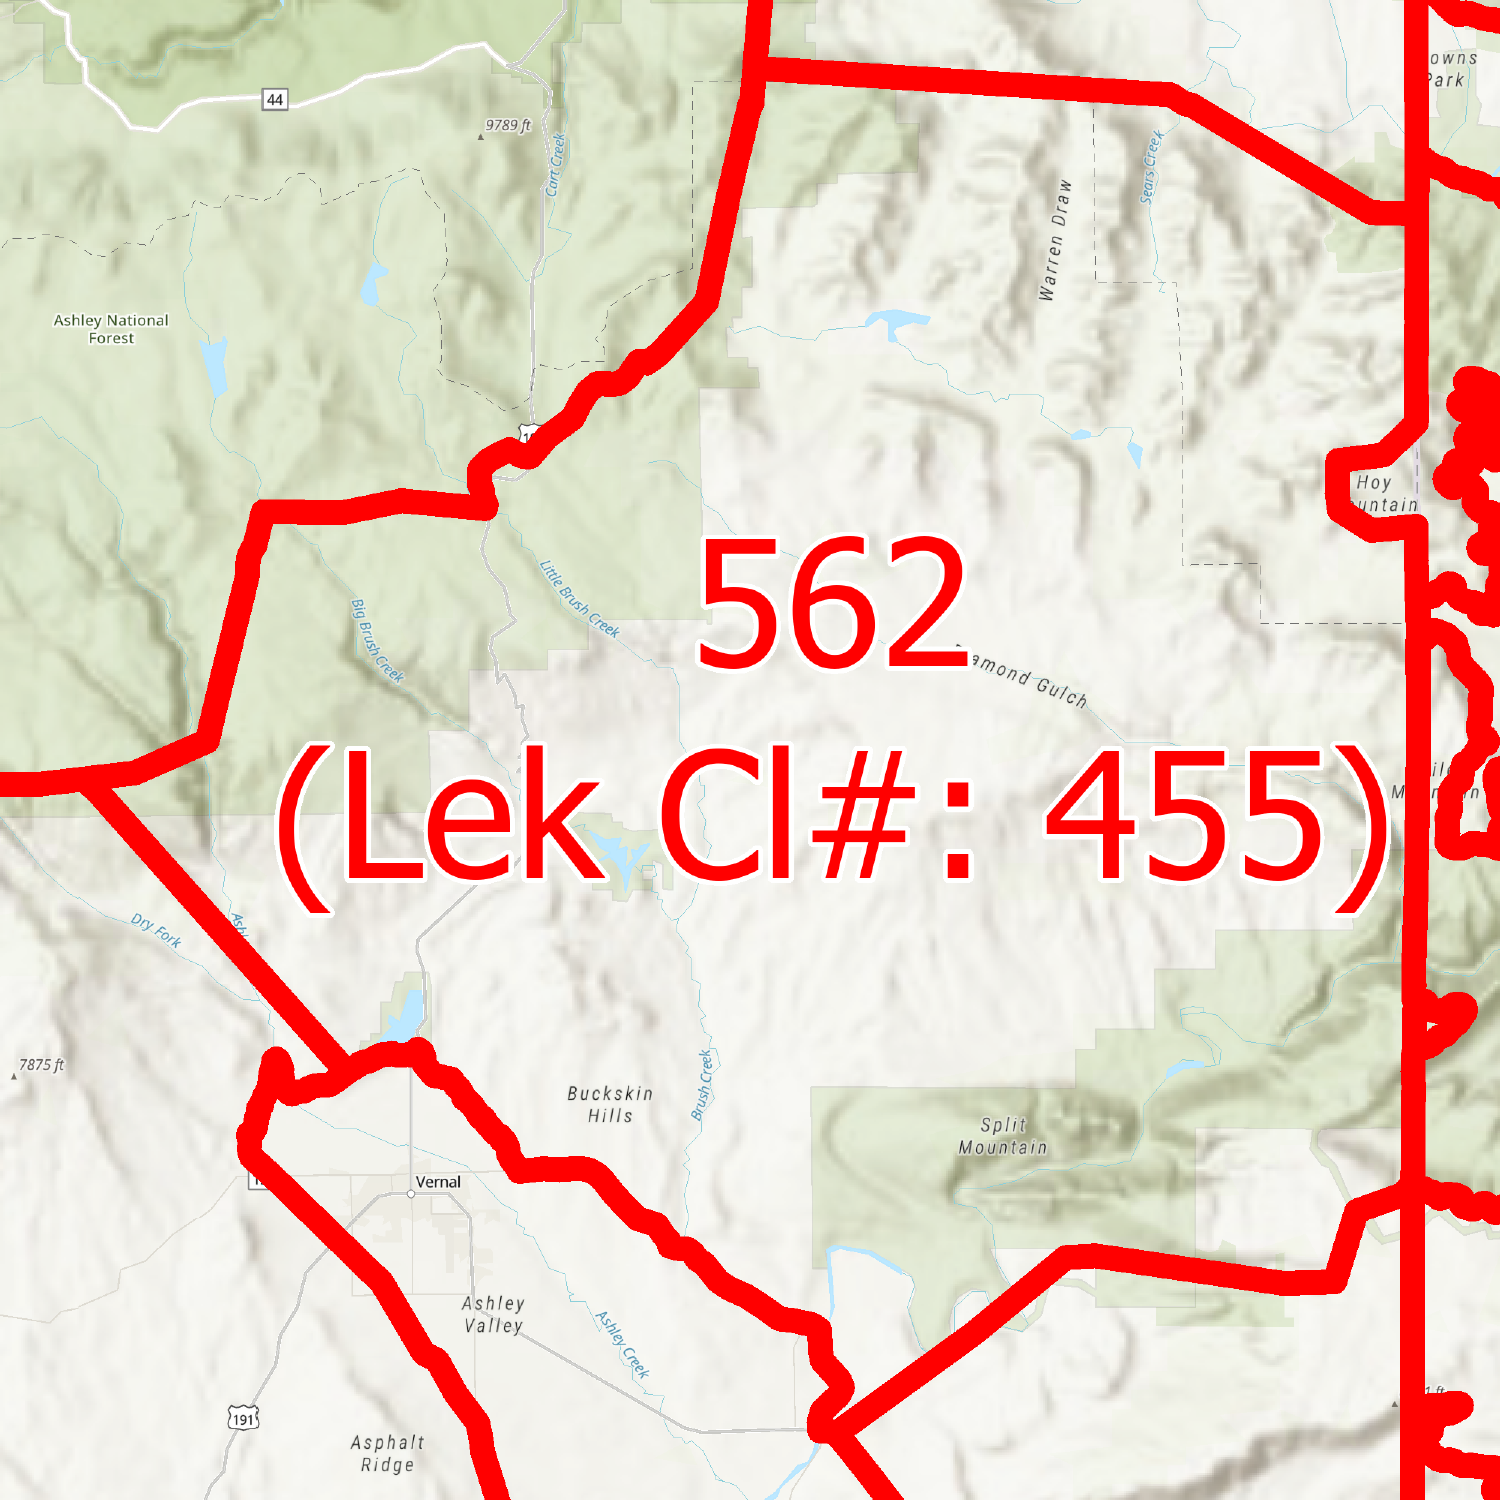 owns
Park
44
9789 ft
Cart Creek
Sears Creek
Warren Draw
Ashley National
Forest
Hoy
562
Little Brush Creek
Big Brush Creek
Gulch
(Lek Cl#: 455)
Dry Fork
7875 ft
Brush Creek
Buckskin
Hills
Split
Mountain
Vernal
Ashley
Valley
Ashley Creek
191
Asphalt
Ridge